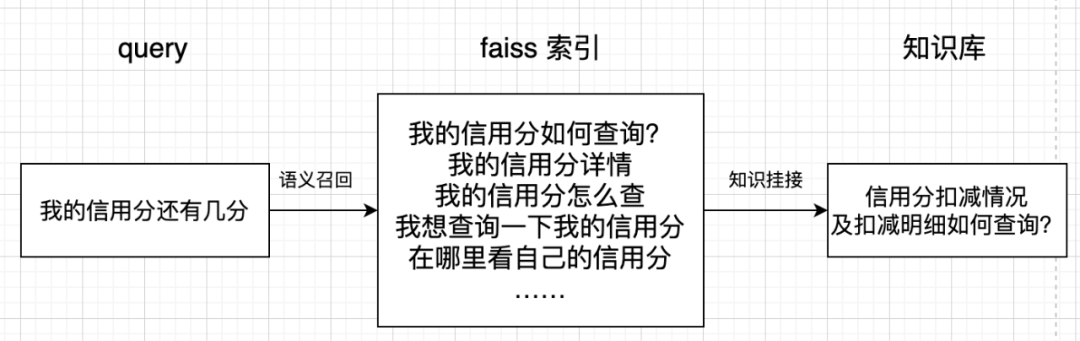 query
faiss 索引
知识库
我的信用分还有几分
语义召回
我的信用分如何查询？
我的信用分详情
我的信用分怎么查
我想查询一下我的信用分
在哪里看自己的信用分
……
知识挂接
信用分扣减情况
及扣减明细如何查询？